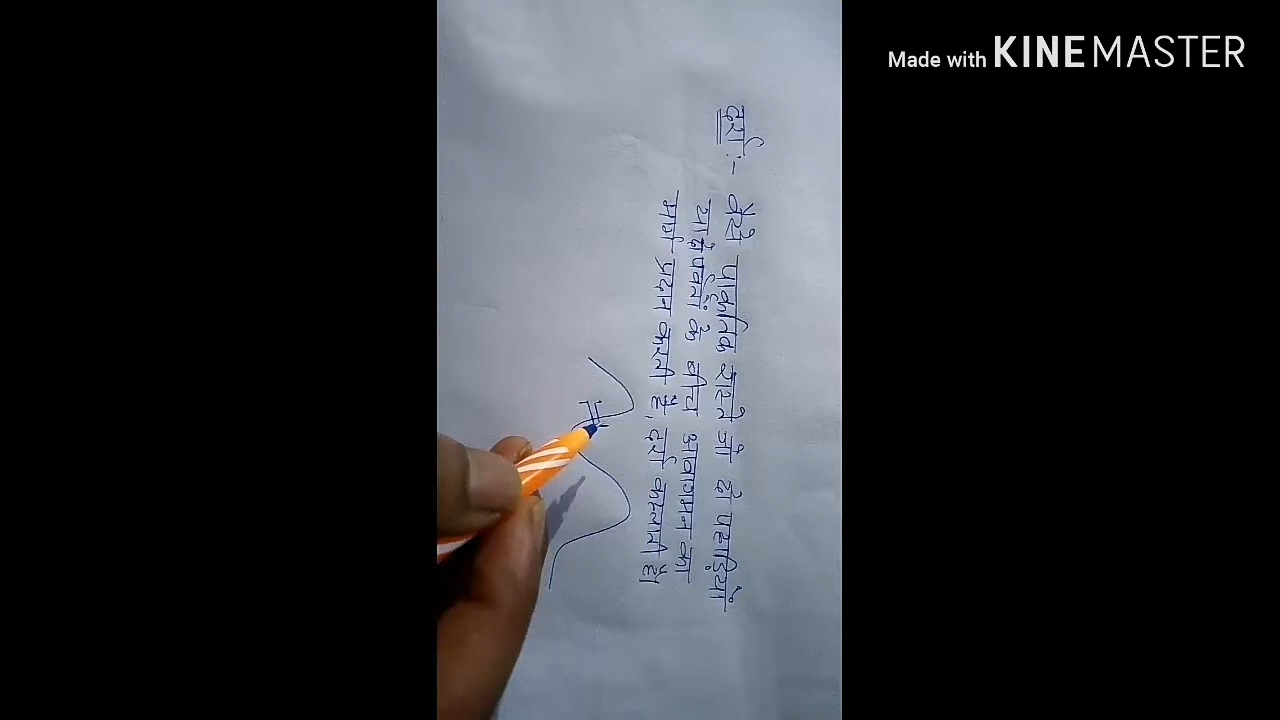 Made with KINEMASTER
दर्रा :- वैसे प्राकृतिक रास्ते जो दो पहाड़ियों
या दो पर्वतों के बीच आवागमन का
मार्ग प्रदान करती है, दर्रा कहलाती है।